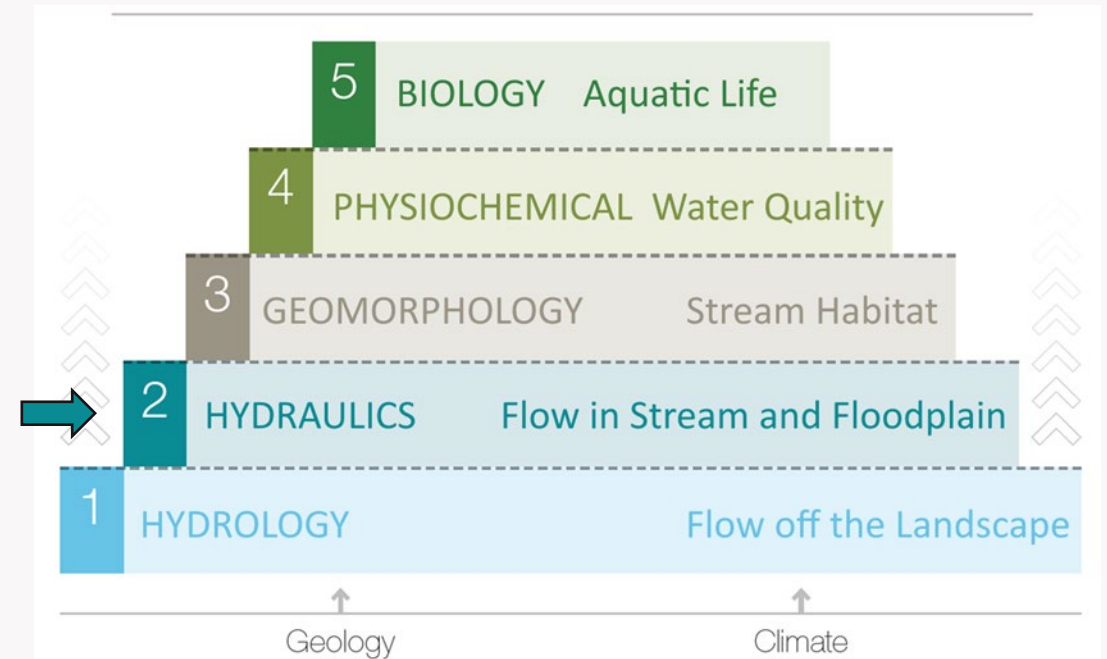 5 BIOLOGY Aquatic Life
4 PHYSIOCHEMICAL Water Quality
3 GEOMORPHOLOGY Stream Habitat
2 HYDRAULICS Flow in Stream and Floodplain
1 HYDROLOGY Flow off the Landscape
Geology Climate